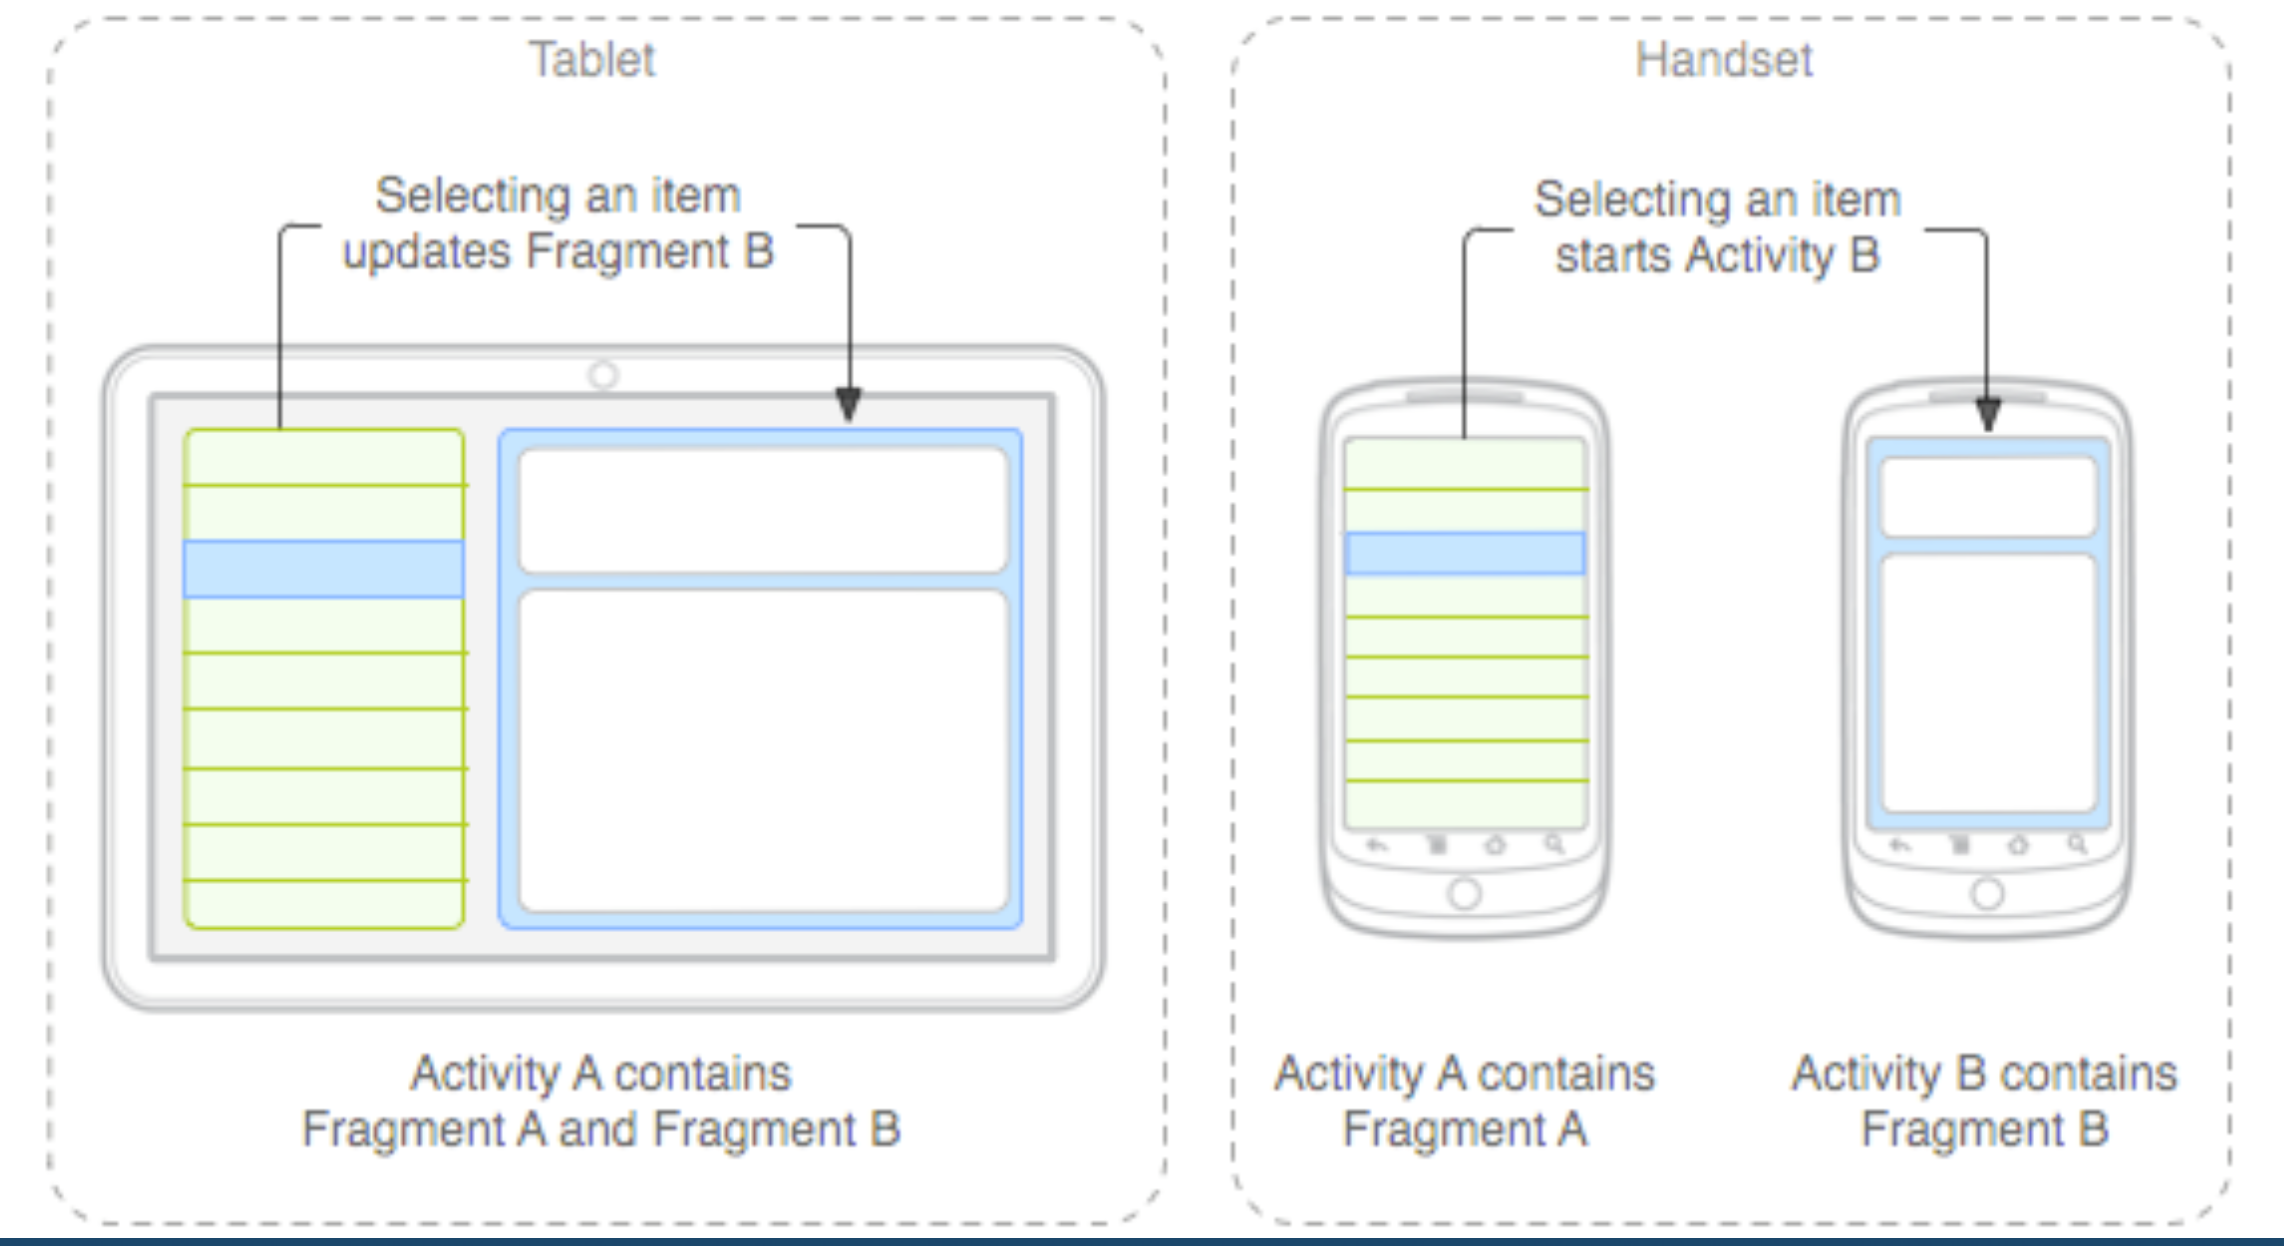 Tablet
Selecting an item
updates Fragment B
Activity A contains
Fragment A and Fragment B
Handset
Selecting an item
starts Activity B
Activity A contains
Fragment A
Activity B contains
Fragment B